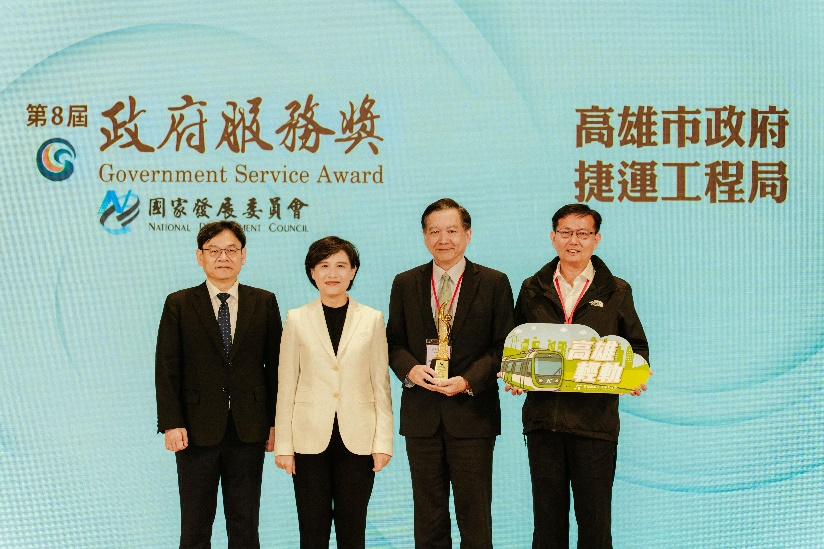 第8屆 政府服務獎
Government Service Award
國家發展委員會
NATIONAL D COUNCIL
高雄市政府
捷運工程局
高雄
輕動